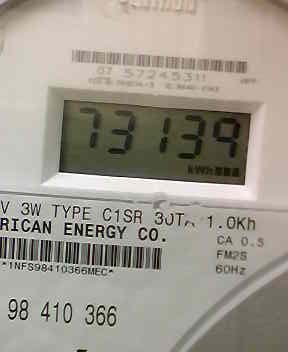 07 57245311
73139
kWh
V 3W TYPE C1SR 30TA 1.0Kh
RICAN ENERGY CO.
CA 0.5
FM2S
60Hz
*1NFS98410366MEC*
98 410 366